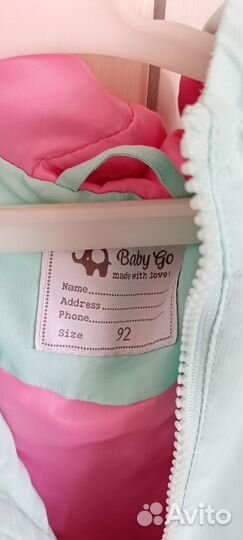 Baby Go
made with love!
Name
Address
Phone
Size 92
Avito